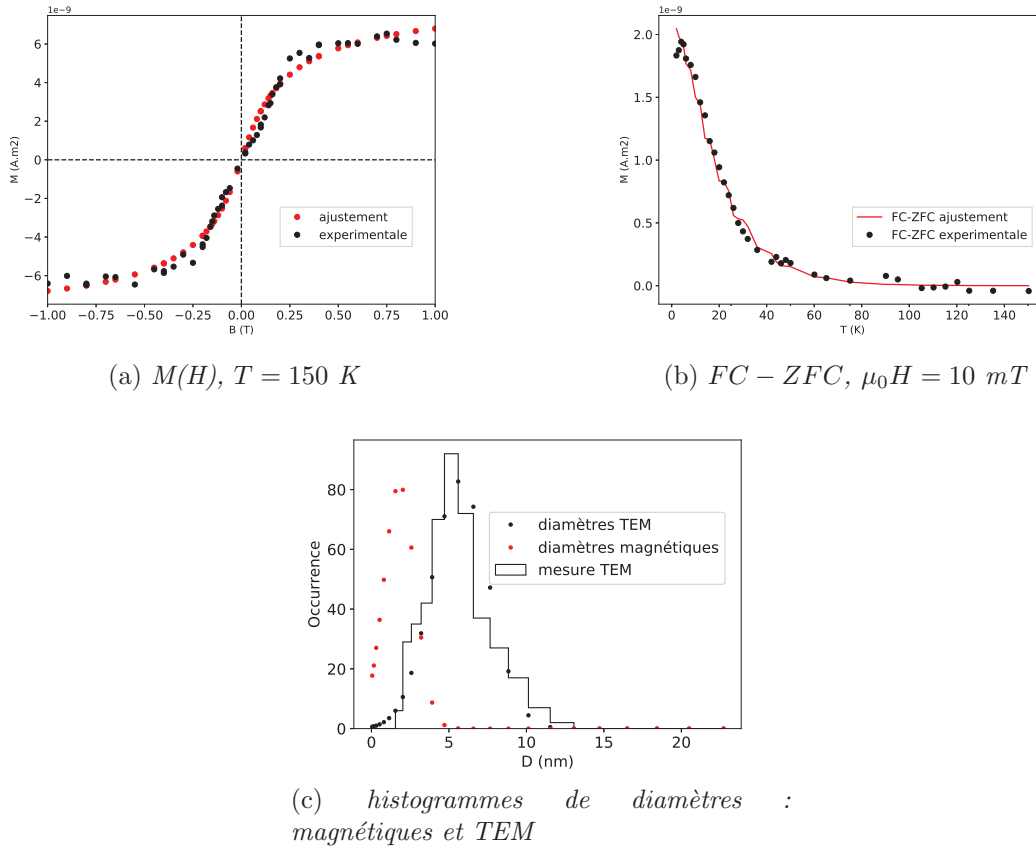 1e−9
6
4
2
0
−2
−4
−6
M (A.m2)
ajustement
experimentale
−1.00 −0.75 −0.50 −0.25 0.00 0.25 0.50 0.75 1.00
B (T)
(a) M(H), T = 150 K
1e−9
2.0
1.5
1.0
0.5
0.0
M (A.m2)
FC-ZFC ajustement
FC-ZFC experimentale
0 20 40 60 80 100 120 140
T (K)
(b) FC − ZFC, μ0H = 10 mT
80
60
40
20
0
Occurrence
diamètres TEM
diamètres magnétiques
mesure TEM
0 5 10 15 20
D (nm)
(c) histogrammes de diamètres :
magnétiques et TEM